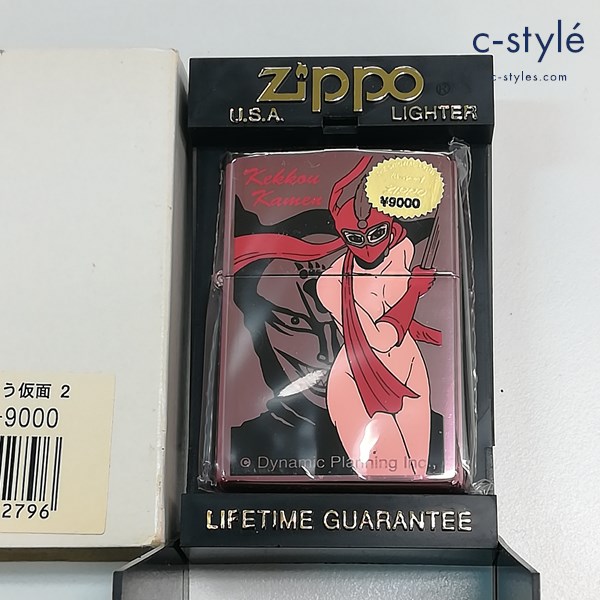 c-stylé
c-styles.com
zippo
®
U.S.A. LIGHTER
Kekkou
Kamen
zippo
¥9000
う仮面 2
9000
2796
© Dynamic Planning Inc.,
LIFETIME GUARANTEE